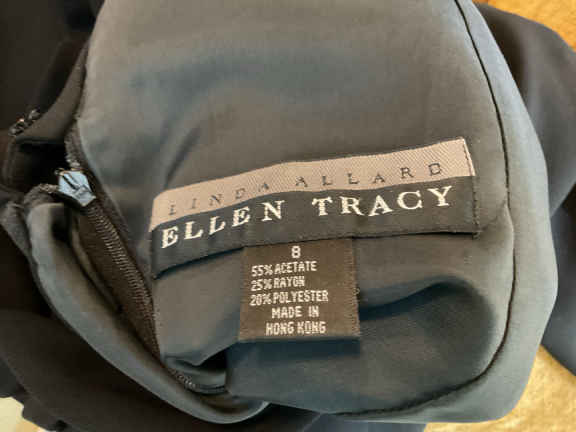 LINDA ALLARD
ELLEN TRACY
8
55% ACETATE
25% RAYON
20% POLYESTER
MADE IN
HONG KONG